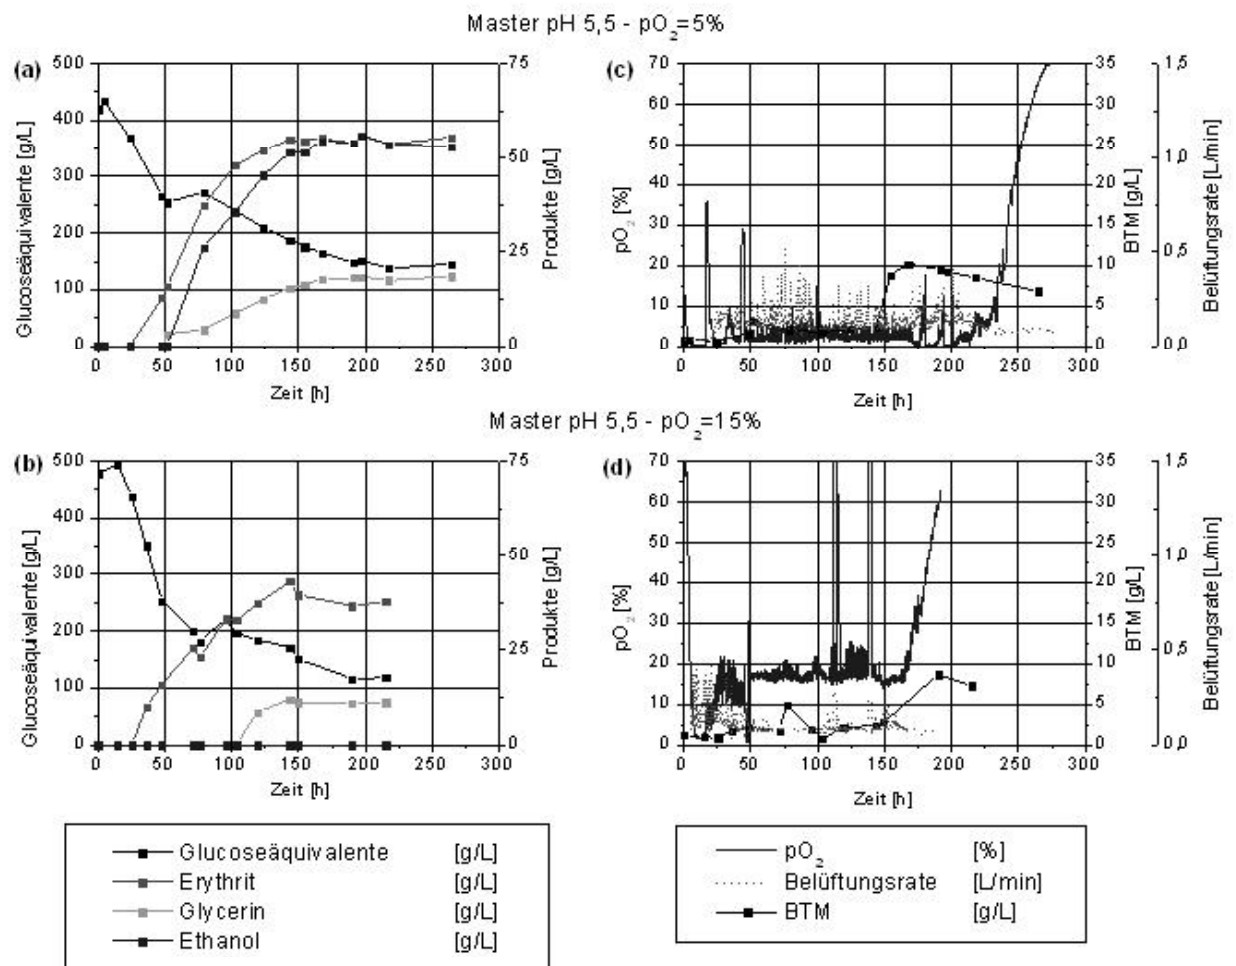 Master pH 5,5 - pO2=5%
(a)
500
400
300
200
100
0
Glucoseäquivalente [g/L]
75
50
25
0
Produkte [g/L]
0 50 100 150 200 250 300
Zeit [h]
(c)
70
60
50
40
30
20
10
0
pO2 [%]
35
30
25
20
15
10
5
0
BTM [g/L]
1,5
1,0
0,5
0,0
Belüftungsrate [L/min]
0 50 100 150 200 250 300
Zeit [h]
Master pH 5,5 - pO2=15%
(b)
500
400
300
200
100
0
Glucoseäquivalente [g/L]
75
50
25
0
Produkte [g/L]
0 50 100 150 200 250 300
Zeit [h]
(d)
70
60
50
40
30
20
10
0
pO2 [%]
35
30
25
20
15
10
5
0
BTM [g/L]
1,5
1,0
0,5
0,0
Belüftungsrate [L/min]
0 50 100 150 200 250 300
Zeit [h]
Glucoseäquivalente [g/L]
Erythrit [g/L]
Glycerin [g/L]
Ethanol [g/L]
pO2 [%]
Belüftungsrate [L/min]
BTM [g/L]